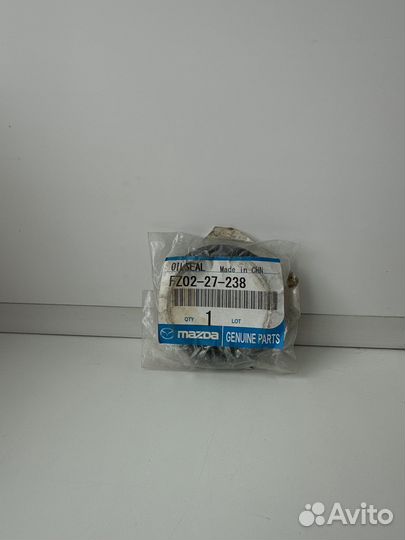 OIL SEAL Made in CHN
FZ02-27-238
QTY 1 LOT
mazda GENUINE PARTS
Avito